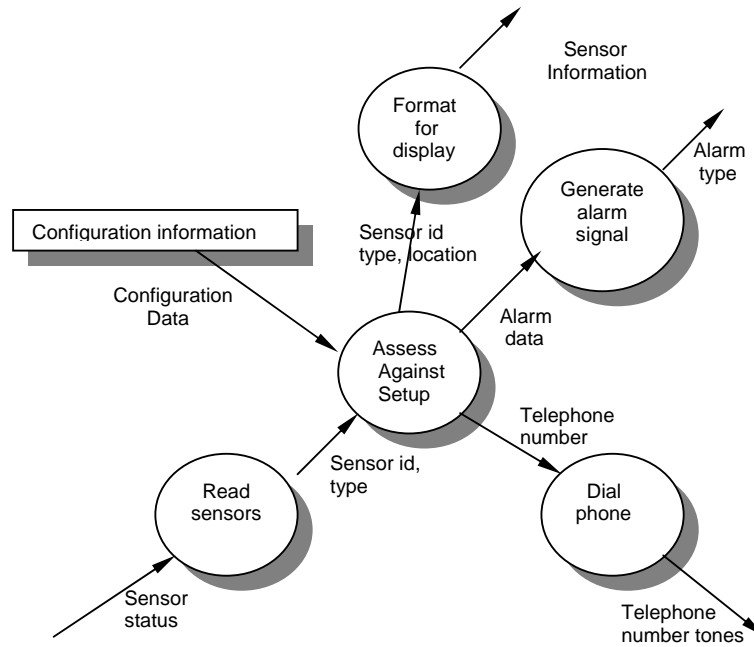 Sensor
Information
Format
for
display
Alarm
type
Generate
alarm
signal
Configuration information
Sensor id
type, location
Configuration
Data
Alarm
data
Assess
Against
Setup
Telephone
number
Sensor id,
type
Read
sensors
Dial
phone
Sensor
status
Telephone
number tones